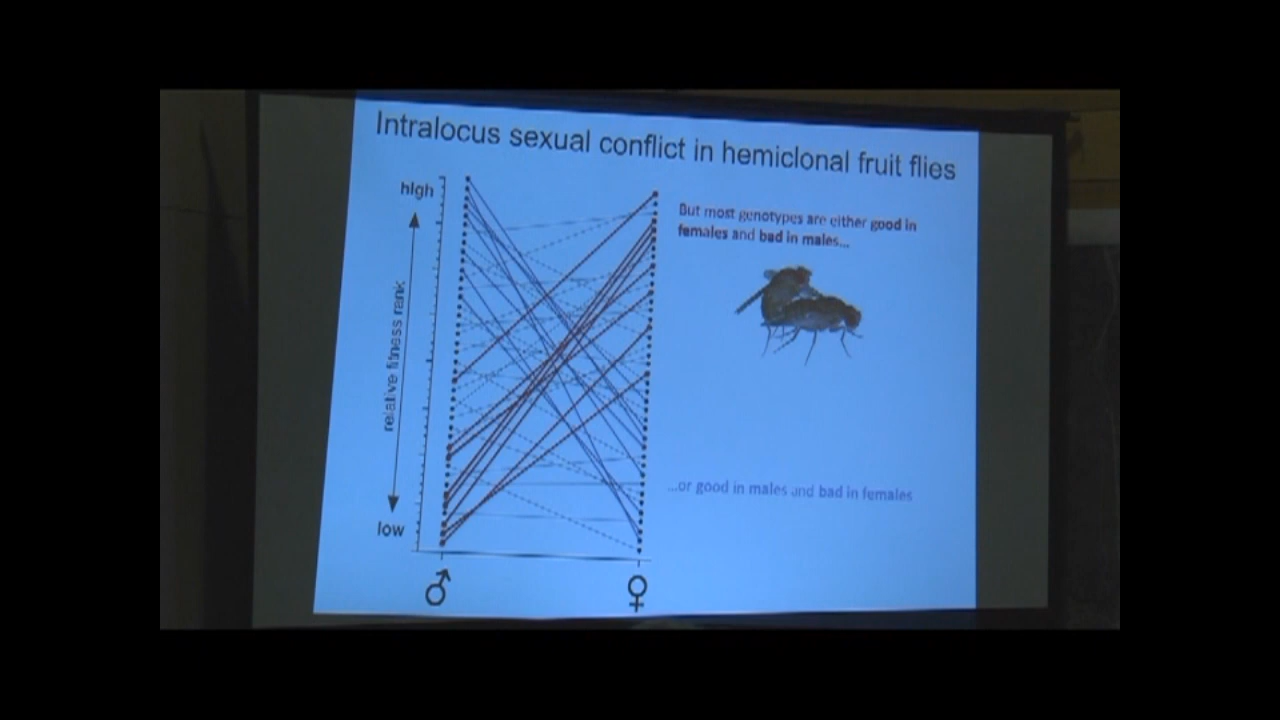 Intralocus sexual conflict in hemiclonal fruit flies
high
relative fitness rank
low
♂
♀
But most genotypes are either good in
females and bad in males...
...or good in males and bad in females